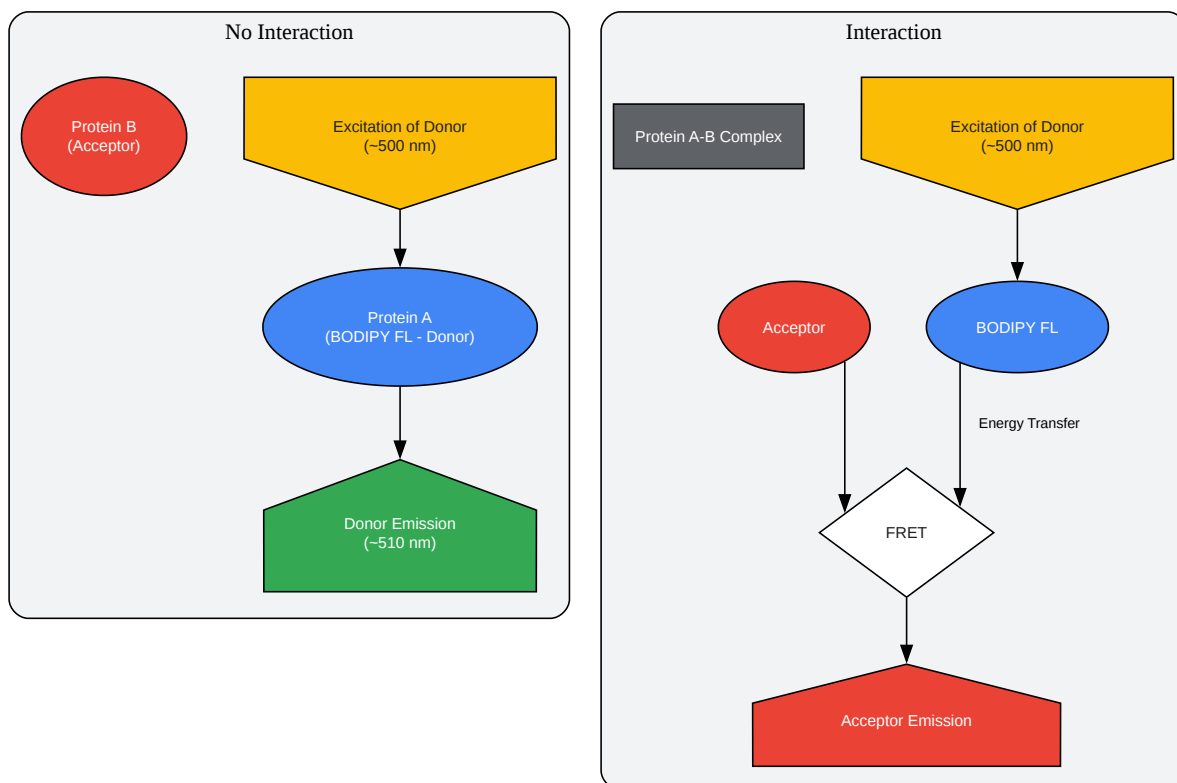 No Interaction
Protein B
(Acceptor)
Excitation of Donor
(~500 nm)
Protein A
(BODIPY FL - Donor)
Donor Emission
(~510 nm)
Interaction
Protein A-B Complex
Excitation of Donor
(~500 nm)
Acceptor
BODIPY FL
Energy Transfer
FRET
Acceptor Emission